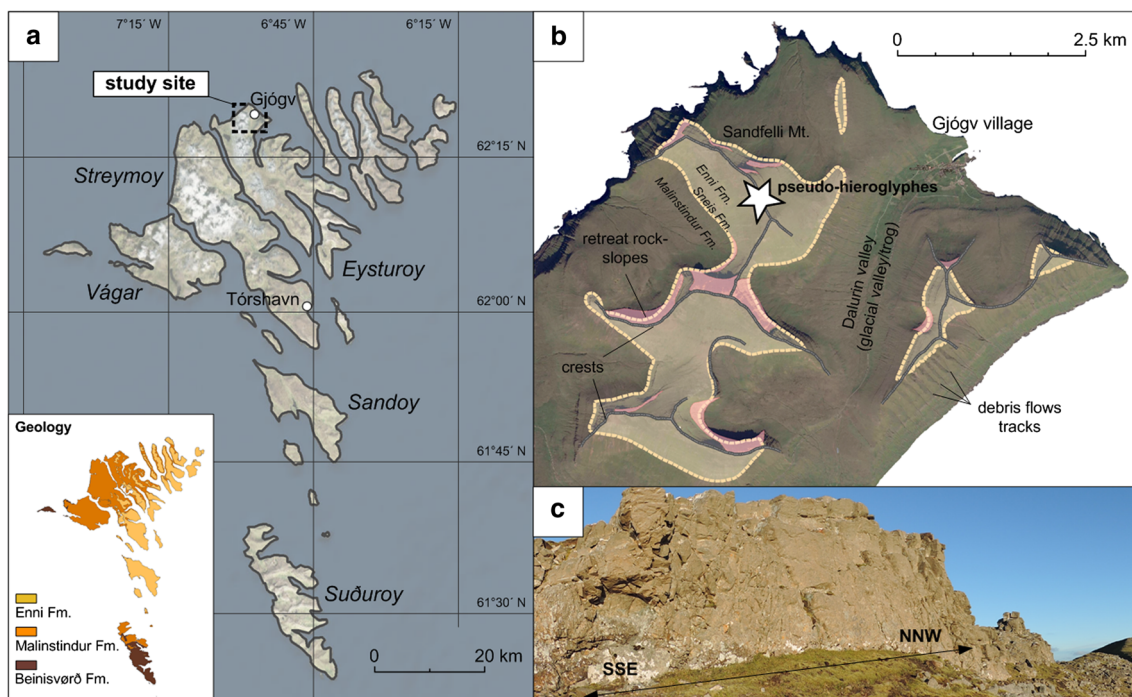 a
7°15´ W
6°45´ W
6°15´ W
study site
Gjógv
62°15´ N
Streymoy
Eysturoy
Vágar
Tórshavn
62°00´ N
Sandoy
61°45´ N
Suðuroy
61°30´ N
0
20 km
Geology
Enni Fm.
Malinstindur Fm.
Beinisvørð Fm.
b
0
2.5 km
Gjógv village
Sandfelli Mt.
pseudo-hieroglyphes
Enni Fm.
Sneis Fm.
Malinstindur Fm.
retreat rock-
slopes
Dalurin valley
(glacial valley/trog)
crests
debris flows
tracks
c
SSE
NNW